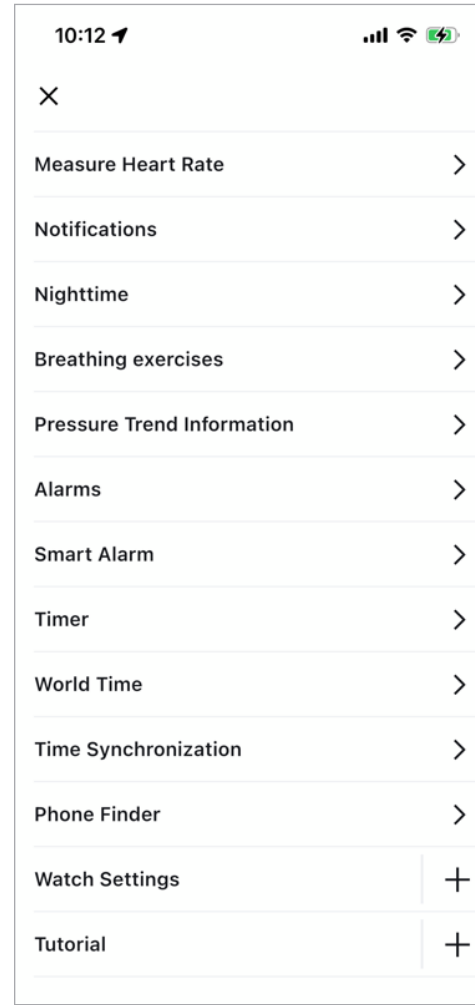 10:12
Measure Heart Rate
Notifications
Nighttime
Breathing exercises
Pressure Trend Information
Alarms
Smart Alarm
Timer
World Time
Time Synchronization
Phone Finder
Watch Settings
Tutorial